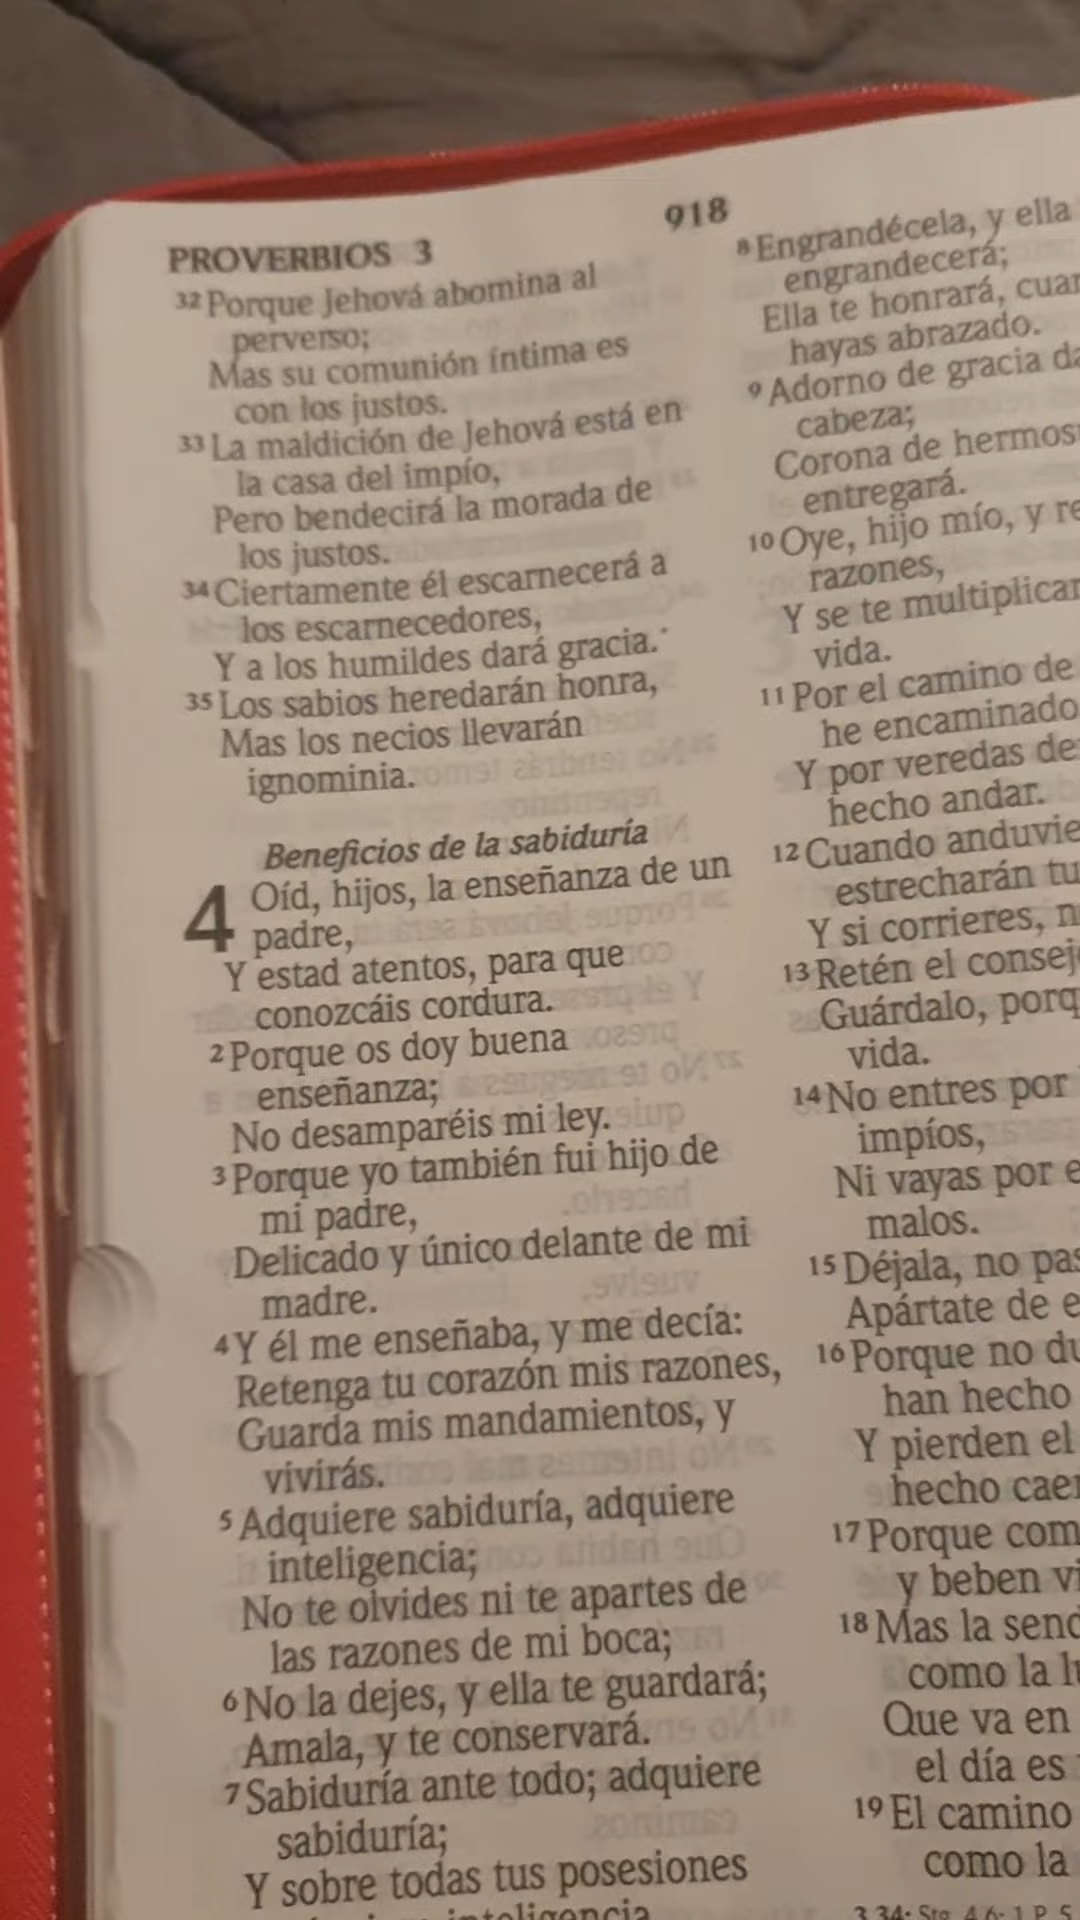 PROVERBIOS 3
918
32 Porque Jehová abomina al
perverso;
Mas su comunión íntima es
con los justos.
33 La maldición de Jehová está en
la casa del impío,
Pero bendecirá la morada de
los justos.
34 Ciertamente él escarnecerá a
los escarnecedores,
Y a los humildes dará gracia.*
35 Los sabios heredarán honra,
Mas los necios llevarán
ignominia.
Beneficios de la sabiduría
4 Oíd, hijos, la enseñanza de un
padre,
Y estad atentos, para que
conozcáis cordura.
2 Porque os doy buena
enseñanza;
No desamparéis mi ley.
3 Porque yo también fui hijo de
mi padre,
Delicado y único delante de mi
madre.
4 Y él me enseñaba, y me decía:
Retenga tu corazón mis razones,
Guarda mis mandamientos, y
vivirás.
5 Adquiere sabiduría, adquiere
inteligencia;
No te olvides ni te apartes de
las razones de mi boca;
6 No la dejes, y ella te guardará;
Amala, y te conservará.
7 Sabiduría ante todo; adquiere
sabiduría;
Y sobre todas tus posesiones
inteligencia
8 Engrandécela, y ella
engrandecerá;
Ella te honrará,
hayas abrazado.
9 Adorno de gracia
cabeza;
Corona de
entregará.
10 Oye, hijo mío, y
razones,
Y se te
vida.
11 Por el camino de
he encaminado
Y por veredas de
hecho andar.
12 Cuando
estrecharán
Y si corrieres,
13 Retén el
Guárdalo,
vida.
14 No entres por
impíos,
Ni vayas por
malos.
15 Déjala, no
Apártate de
16 Porque no
han hecho
Y pierden el
hecho
17 Porque
y beben
18 Mas la
como la
Que va en
el día es
19 El camino
como la
3.34: Stg. 4.6; 1 P. 5